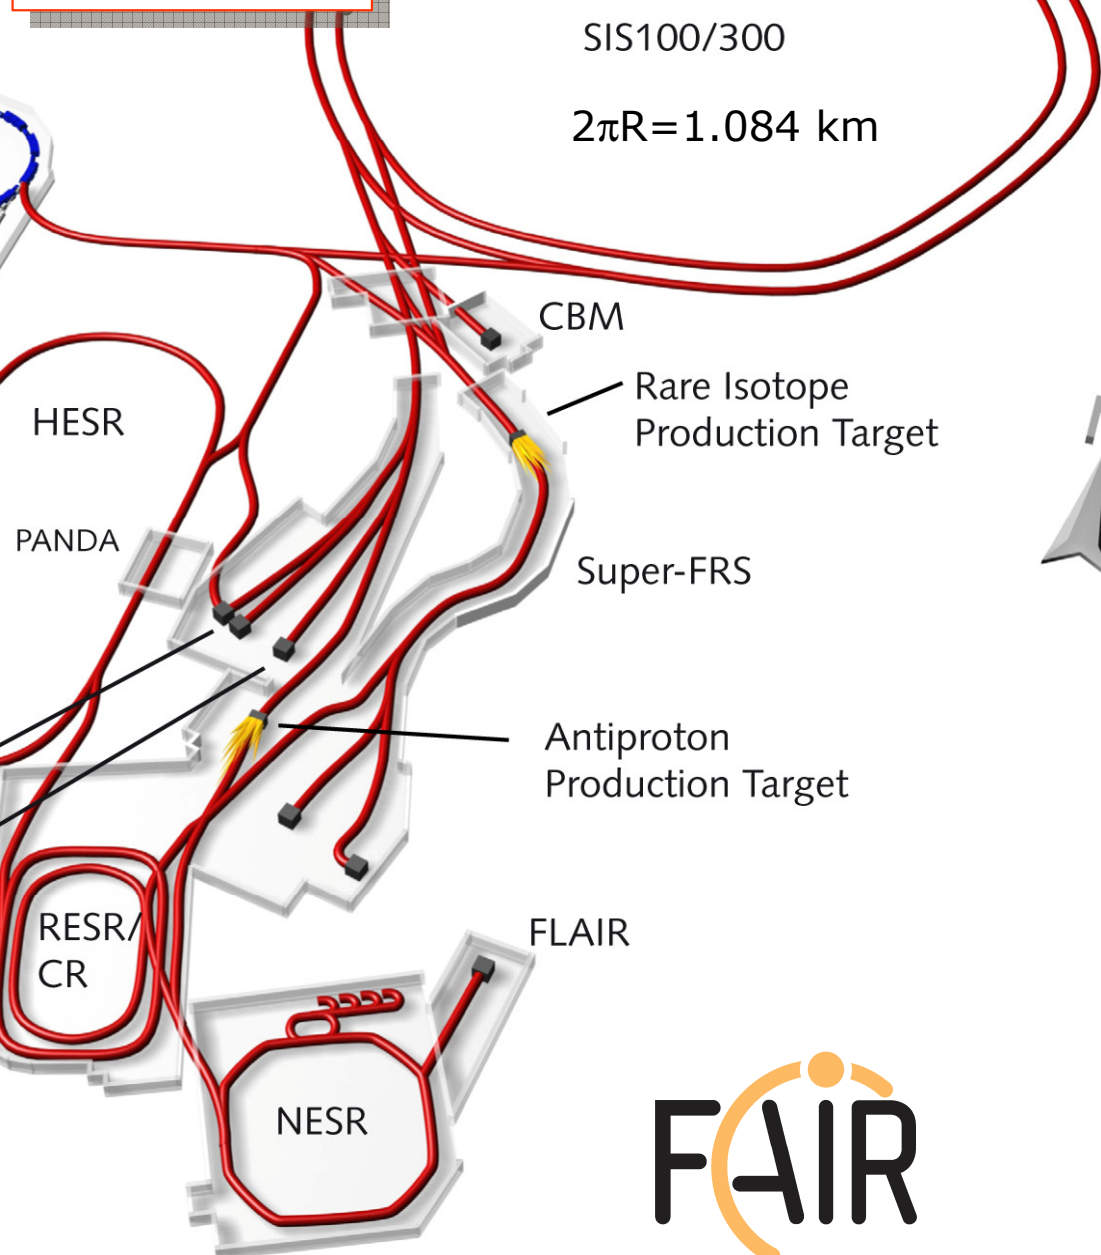 SIS100/300
2πR=1.084 km
CBM
Rare Isotope
Production Target
HESR
PANDA
Super-FRS
Antiproton
Production Target
RESR/
CR
FLAIR
NESR
FAIR